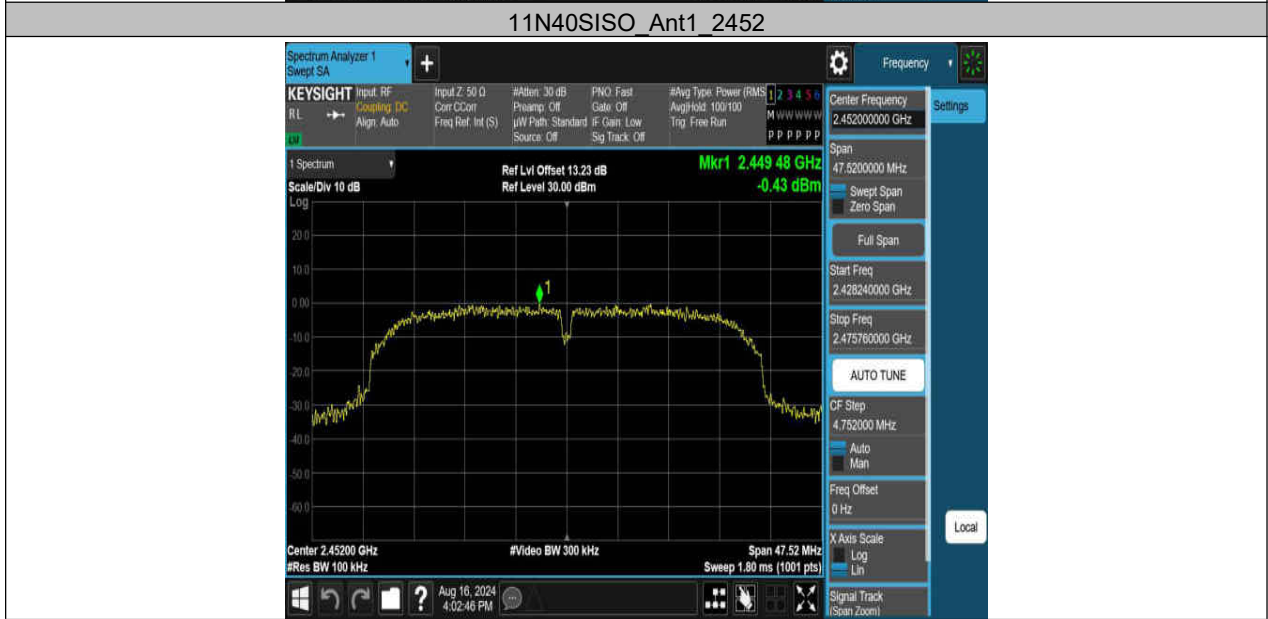 11N40SISO_Ant1_2452
Spectrum Analyzer 1
Swept SA
+
Frequency
KEYSIGHT
RL
Input: RF
Coupling: DC
Align: Auto
Input Z: 50 Ω
Corr CCorr
Freq Ref: Int (S)
#Atten: 30 dB
Preamp: Off
µW Path: Standard
Source: Off
PNO: Fast
Gate: Off
IF Gain: Low
Sig Track: Off
#Avg Type: Power (RMS
Avg|Hold: 100/100
Trig: Free Run
1 2 3 4 5 6
M W W W W W
P P P P P P
1 Spectrum
Scale/Div 10 dB
Log
Ref Lvl Offset 13.23 dB
Ref Level 30.00 dBm
Mkr1 2.449 48 GHz
-0.43 dBm
20.0
10.0
0.00
-10.0
-20.0
-30.0
-40.0
-50.0
-60.0
1
Center 2.45200 GHz
#Res BW 100 kHz
#Video BW 300 kHz
Span 47.52 MHz
Sweep 1.80 ms (1001 pts)
Settings
Center Frequency
2.452000000 GHz
Span
47.5200000 MHz
Swept Span
Zero Span
Full Span
Start Freq
2.428240000 GHz
Stop Freq
2.475760000 GHz
AUTO TUNE
CF Step
4.752000 MHz
Auto
Man
Freq Offset
0 Hz
X Axis Scale
Log
Lin
Signal Track
(Span Zoom)
Local
?
Aug 16, 2024
4:02:46 PM